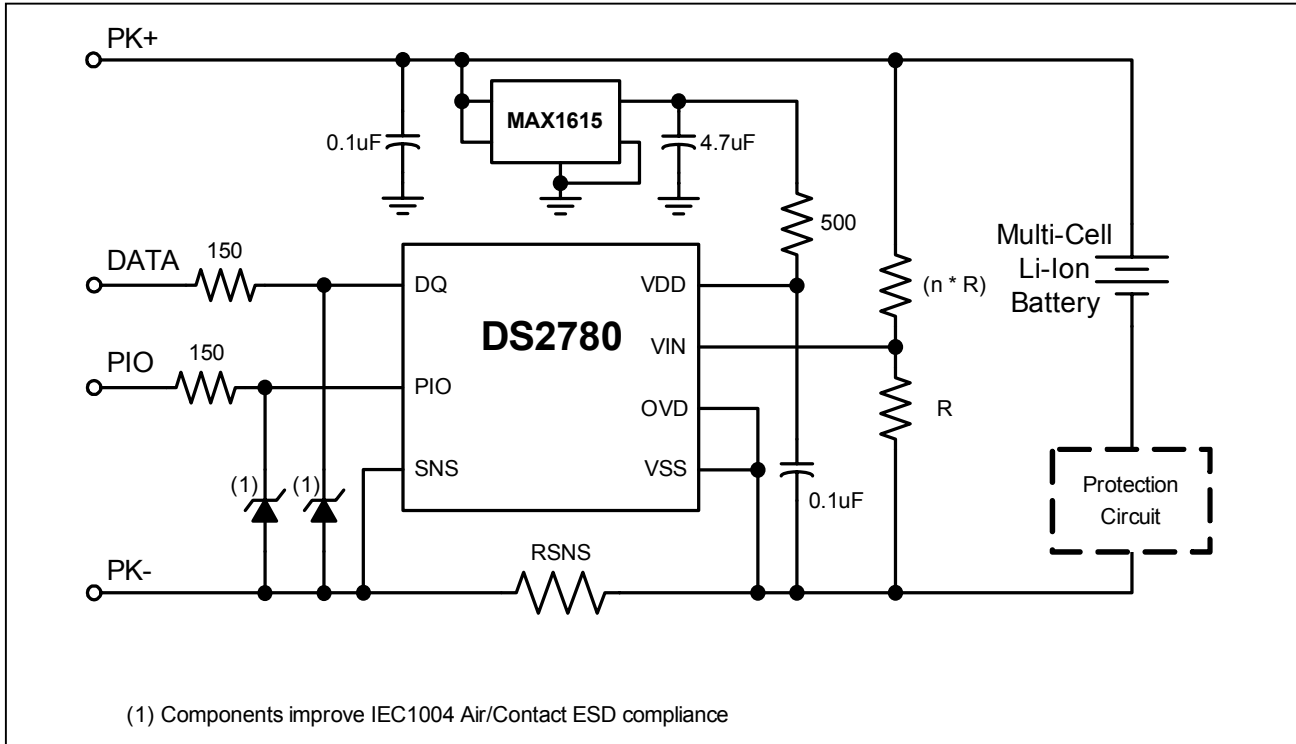 PK+
MAX1615
0.1uF
4.7uF
500
Multi-Cell
Li-Ion
Battery
(n * R)
DATA
150
DQ
VDD
DS2780
VIN
PIO
150
PIO
OVD
R
SNS
VSS
(1)
(1)
0.1uF
Protection
Circuit
RSNS
PK-
(1) Components improve IEC1004 Air/Contact ESD compliance